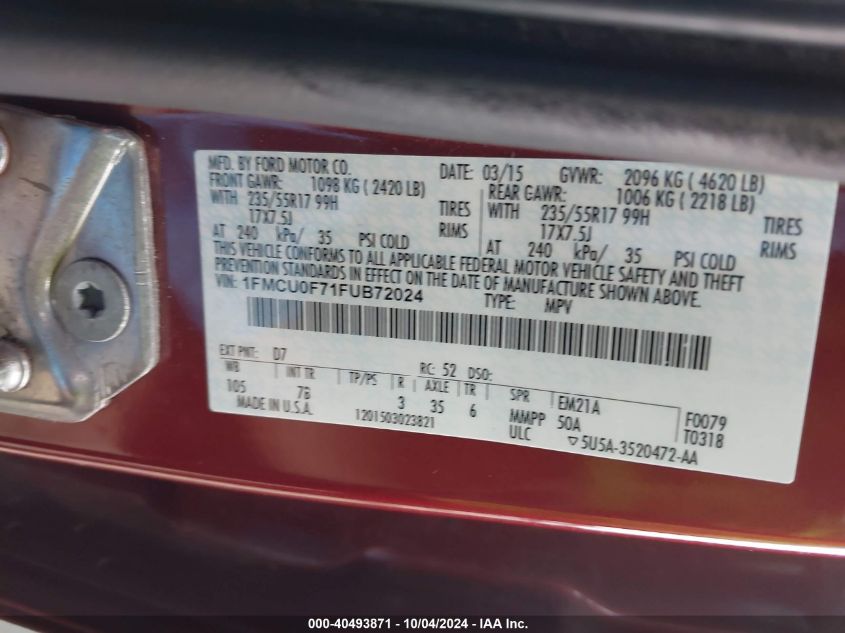 MFD. BY FORD MOTOR CO. DATE: 03/15 GVWR: 2096 KG ( 4620 LB)
FRONT GAWR: 1098 KG ( 2420 LB) REAR GAWR: 1006 KG ( 2218 LB)
WITH 235/55R17 99H TIRES WITH 235/55R17 99H TIRES
17X7.5J RIMS 17X7.5J RIMS
AT 240 kPa/ 35 PSI COLD AT 240 kPa/ 35 PSI COLD
THIS VEHICLE CONFORMS TO ALL APPLICABLE FEDERAL MOTOR VEHICLE SAFETY AND THEFT
PREVENTION STANDARDS IN EFFECT ON THE DATE OF MANUFACTURE SHOWN ABOVE.
VIN: 1FMCU0F71FUB72024 TYPE: MPV
EXT PNT: D7 RC: 52 DSO:
WB INT TR TP/PS R AXLE TR SPR EM21A F0079
105 7B 3 35 6 MMPP 50A T0318
MADE IN U.S.A. 1201503023821 ULC ▽5U5A-3520472-AA
000-40493871 - 10/04/2024 - IAA Inc.